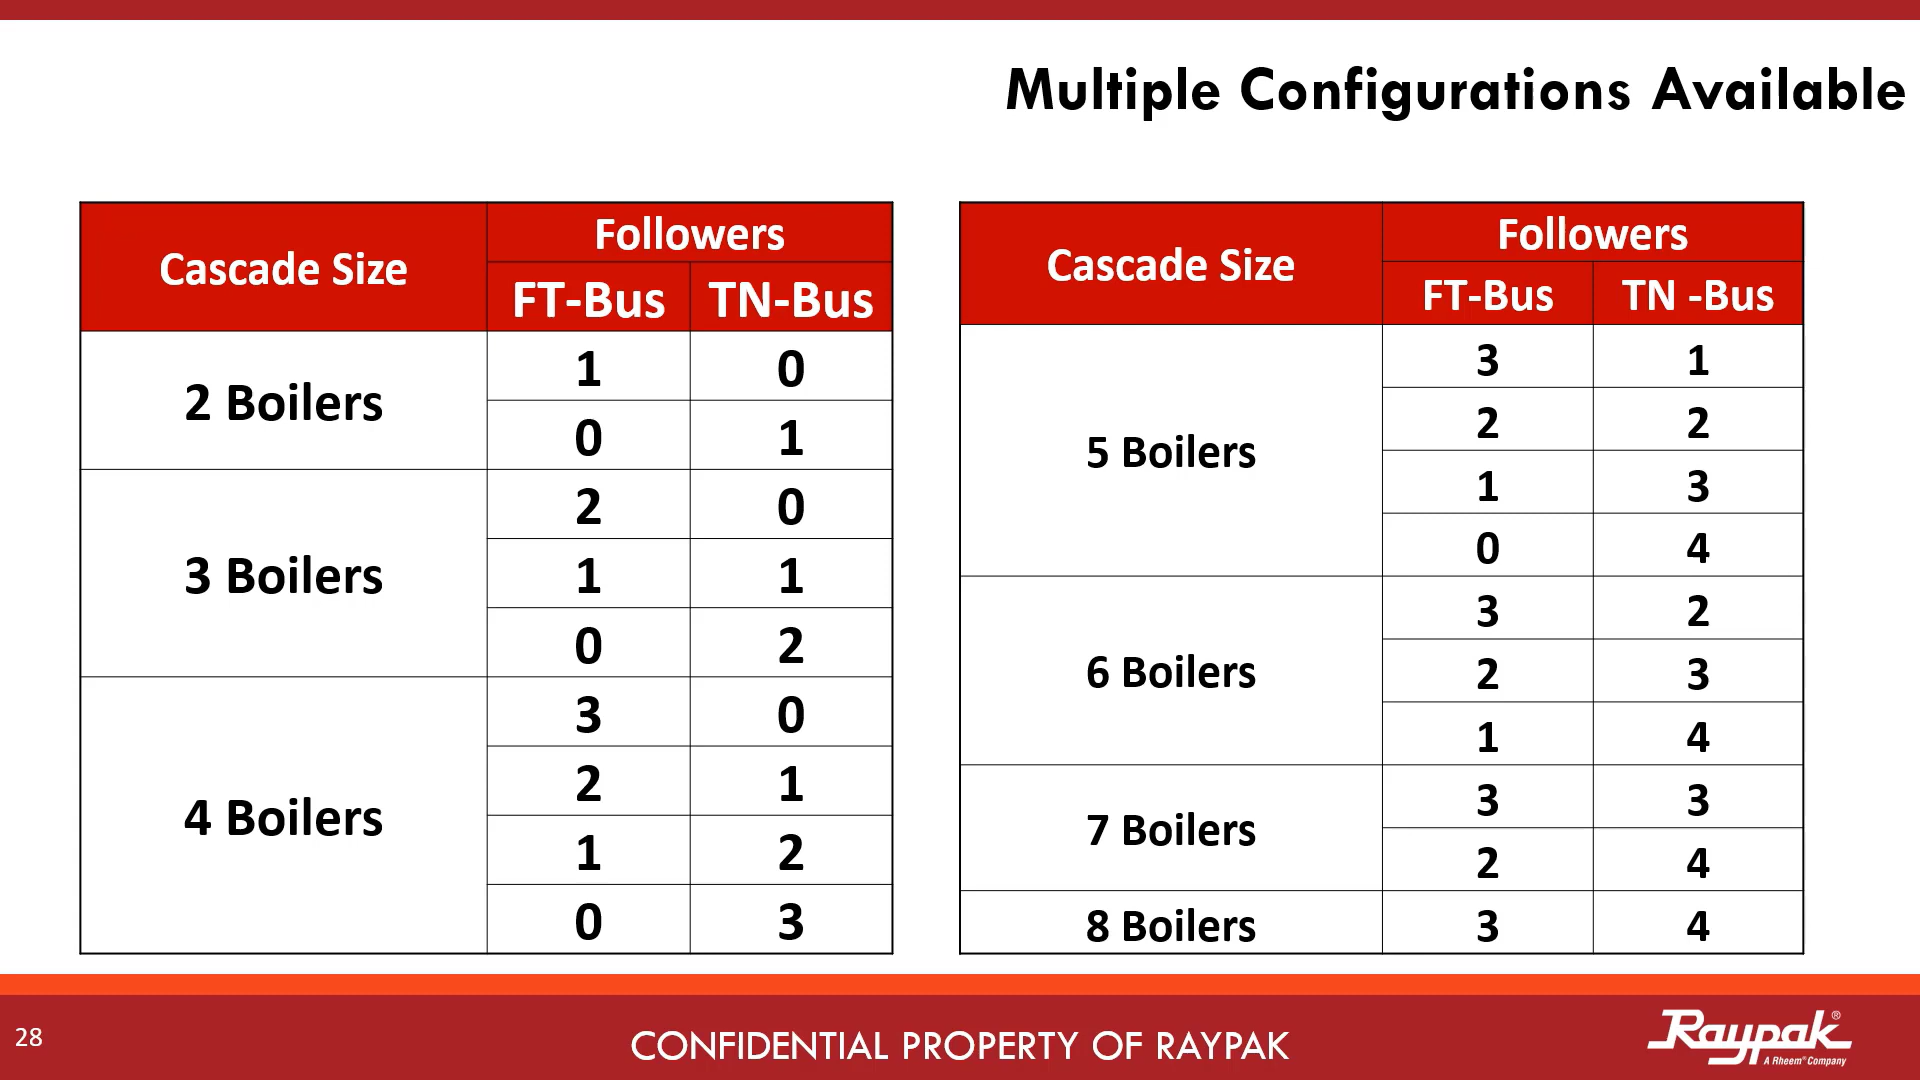 Multiple Configurations Available
Cascade Size
Followers
FT-Bus TN-Bus
2 Boilers
1 0
0 1
3 Boilers
2 0
1 1
0 2
4 Boilers
3 0
2 1
1 2
0 3
Cascade Size
Followers
FT-Bus TN -Bus
5 Boilers
3 1
2 2
1 3
0 4
6 Boilers
3 2
2 3
1 4
7 Boilers
3 3
2 4
8 Boilers 3 4
28
CONFIDENTIAL PROPERTY OF RAYPAK
Raypak®
A Rheem® Company